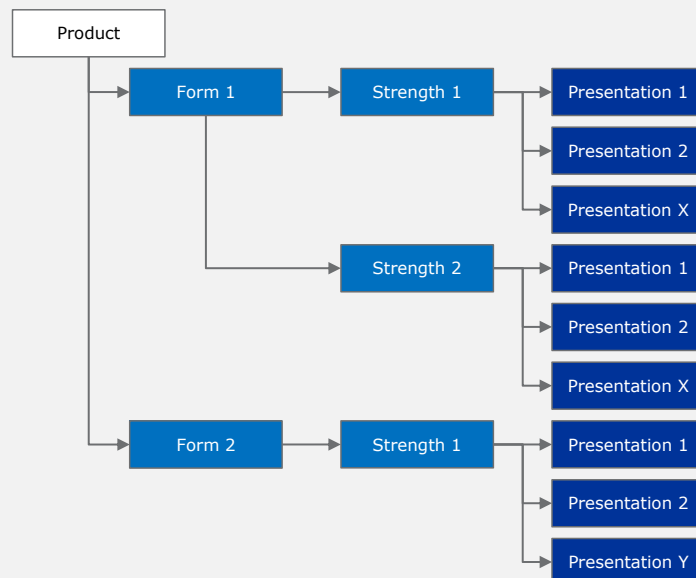 Product
Form 1
Strength 1
Presentation 1
Presentation 2
Presentation X
Strength 2
Presentation 1
Presentation 2
Presentation X
Form 2
Strength 1
Presentation 1
Presentation 2
Presentation Y